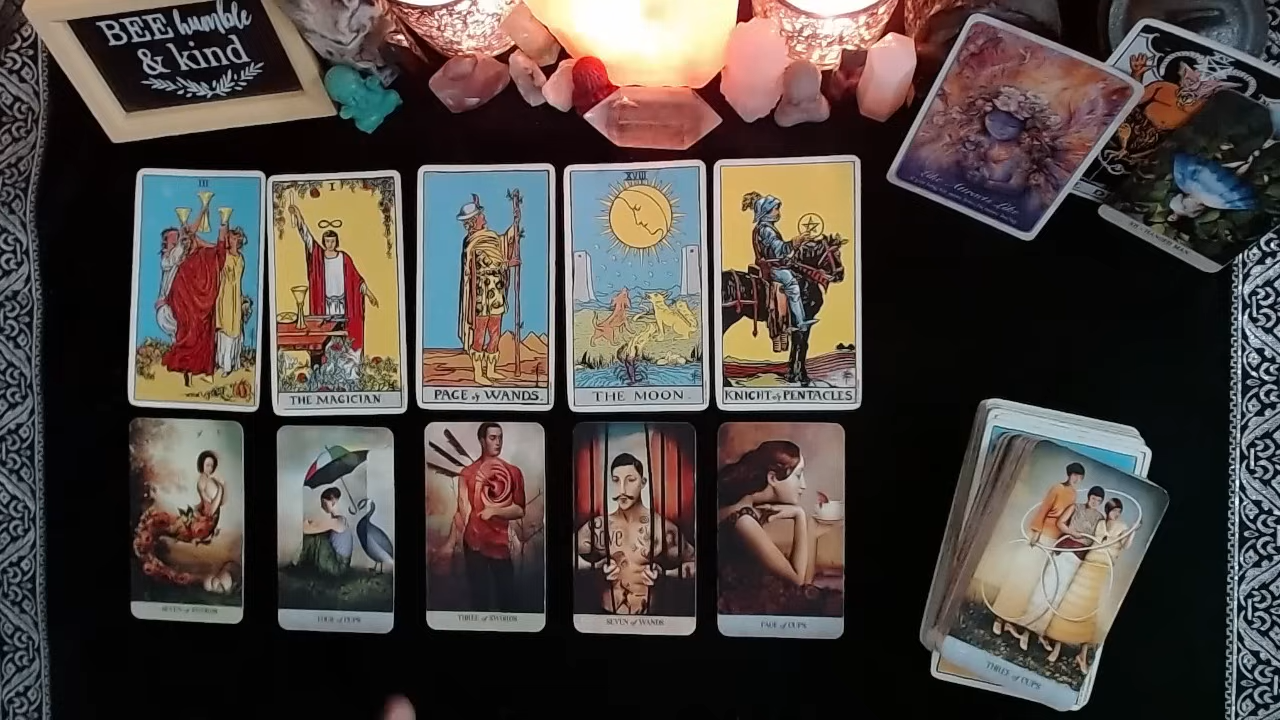 BEE humble
& kind
III
I
THE MAGICIAN
PAGE of WANDS.
XVIII
THE MOON.
KNIGHT of PENTACLES
SEVEN of SWORDS
FOUR of CUPS
THREE of SWORDS
love
SEVEN of WANDS
PAGE of CUPS
THREE of CUPS